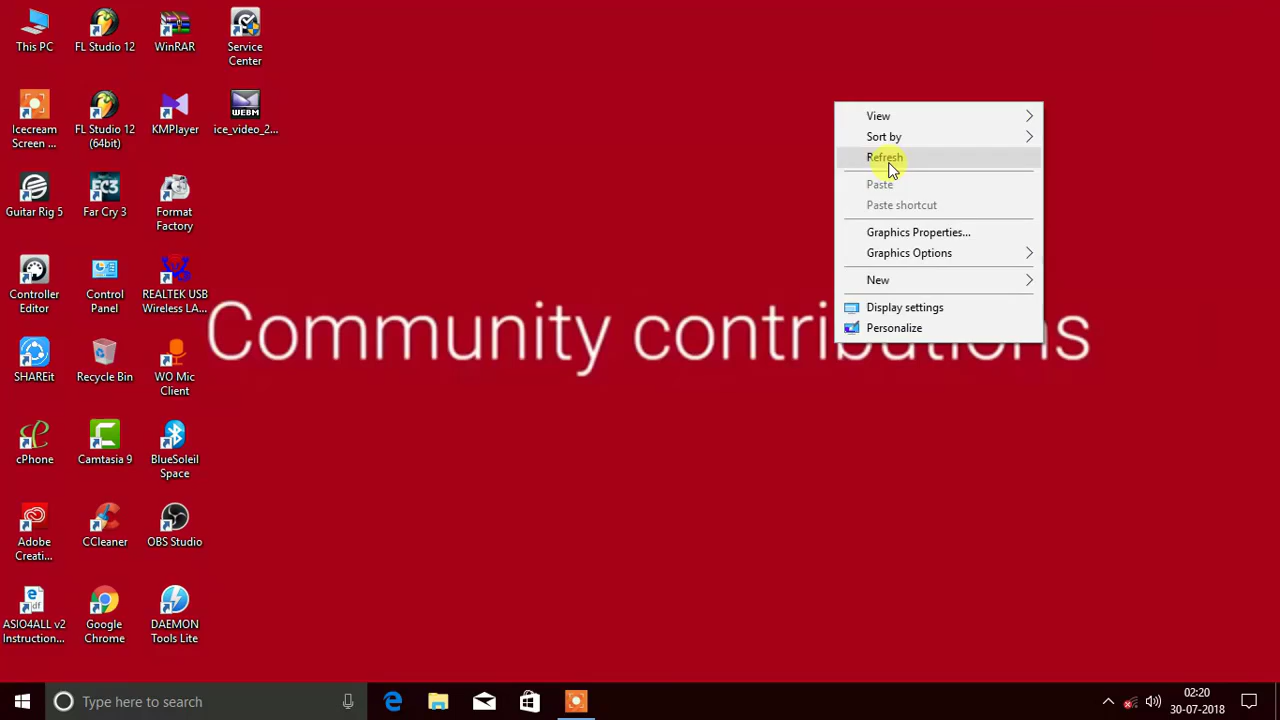 This PC
FL Studio 12
WinRAR
Service
Center
Icecream
Screen ...
FL Studio 12
(64bit)
KMPlayer
WEBM
ice_video_2...
Guitar Rig 5
FC3
Far Cry 3
Format
Factory
Controller
Editor
Control
Panel
REALTEK USB
Wireless LA...
SHAREit
Recycle Bin
WO Mic
Client
cPhone
Camtasia 9
BlueSoleil
Space
Adobe
Creati...
CCleaner
OBS Studio
ASIO4ALL v2
Instruction...
Google
Chrome
DAEMON
Tools Lite
View
Sort by
Refresh
Paste
Paste shortcut
Graphics Properties...
Graphics Options
New
Display settings
Personalize
Community contributions
Type here to search
02:20
30-07-2018